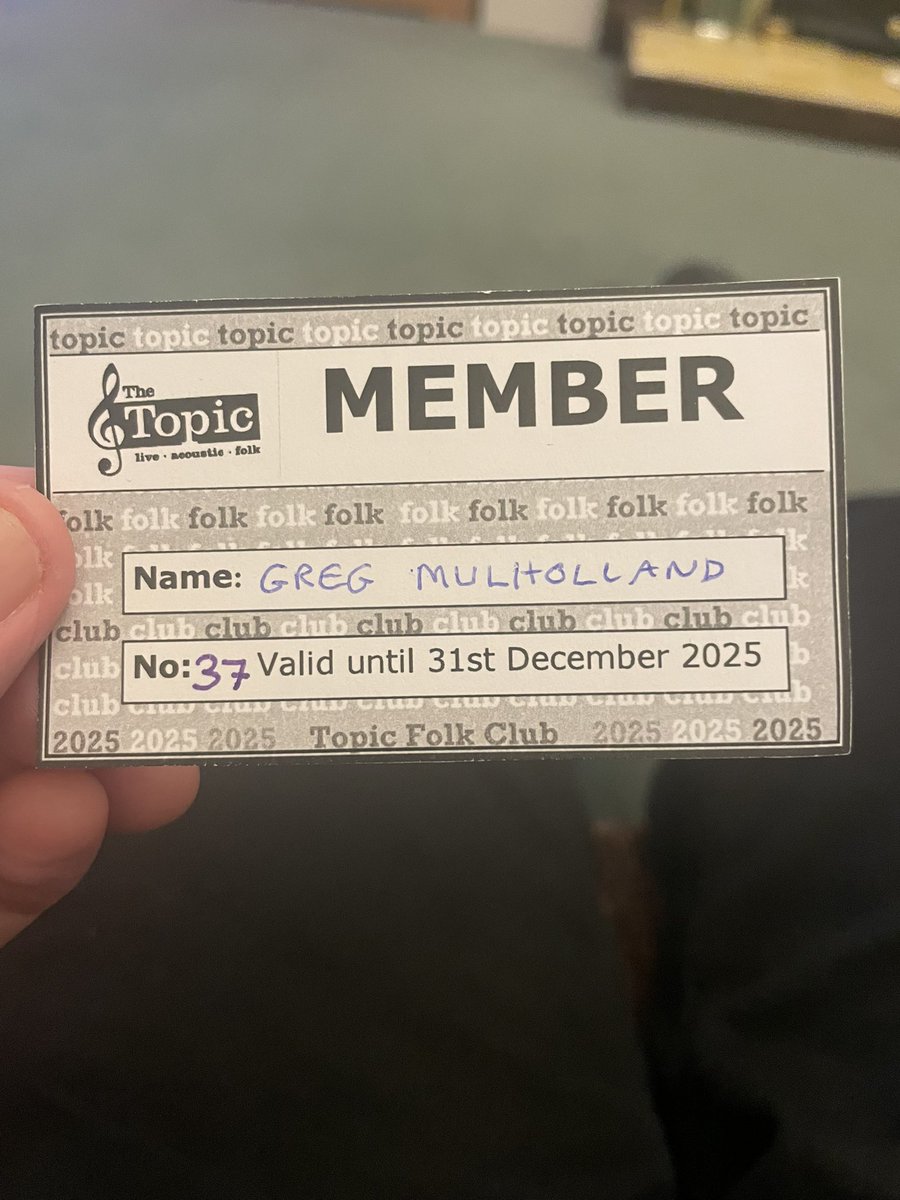 topic topic topic topic topic topic topic topic topic
The
Topic
live · acoustic · folk
MEMBER
folk folk folk folk folk folk folk folk folk folk
Name: GREG MULHOLLAND
club club club club club club club club club club
No: 37 Valid until 31st December 2025
club
club
2025 2025 2025 Topic Folk Club 2025 2025 2025